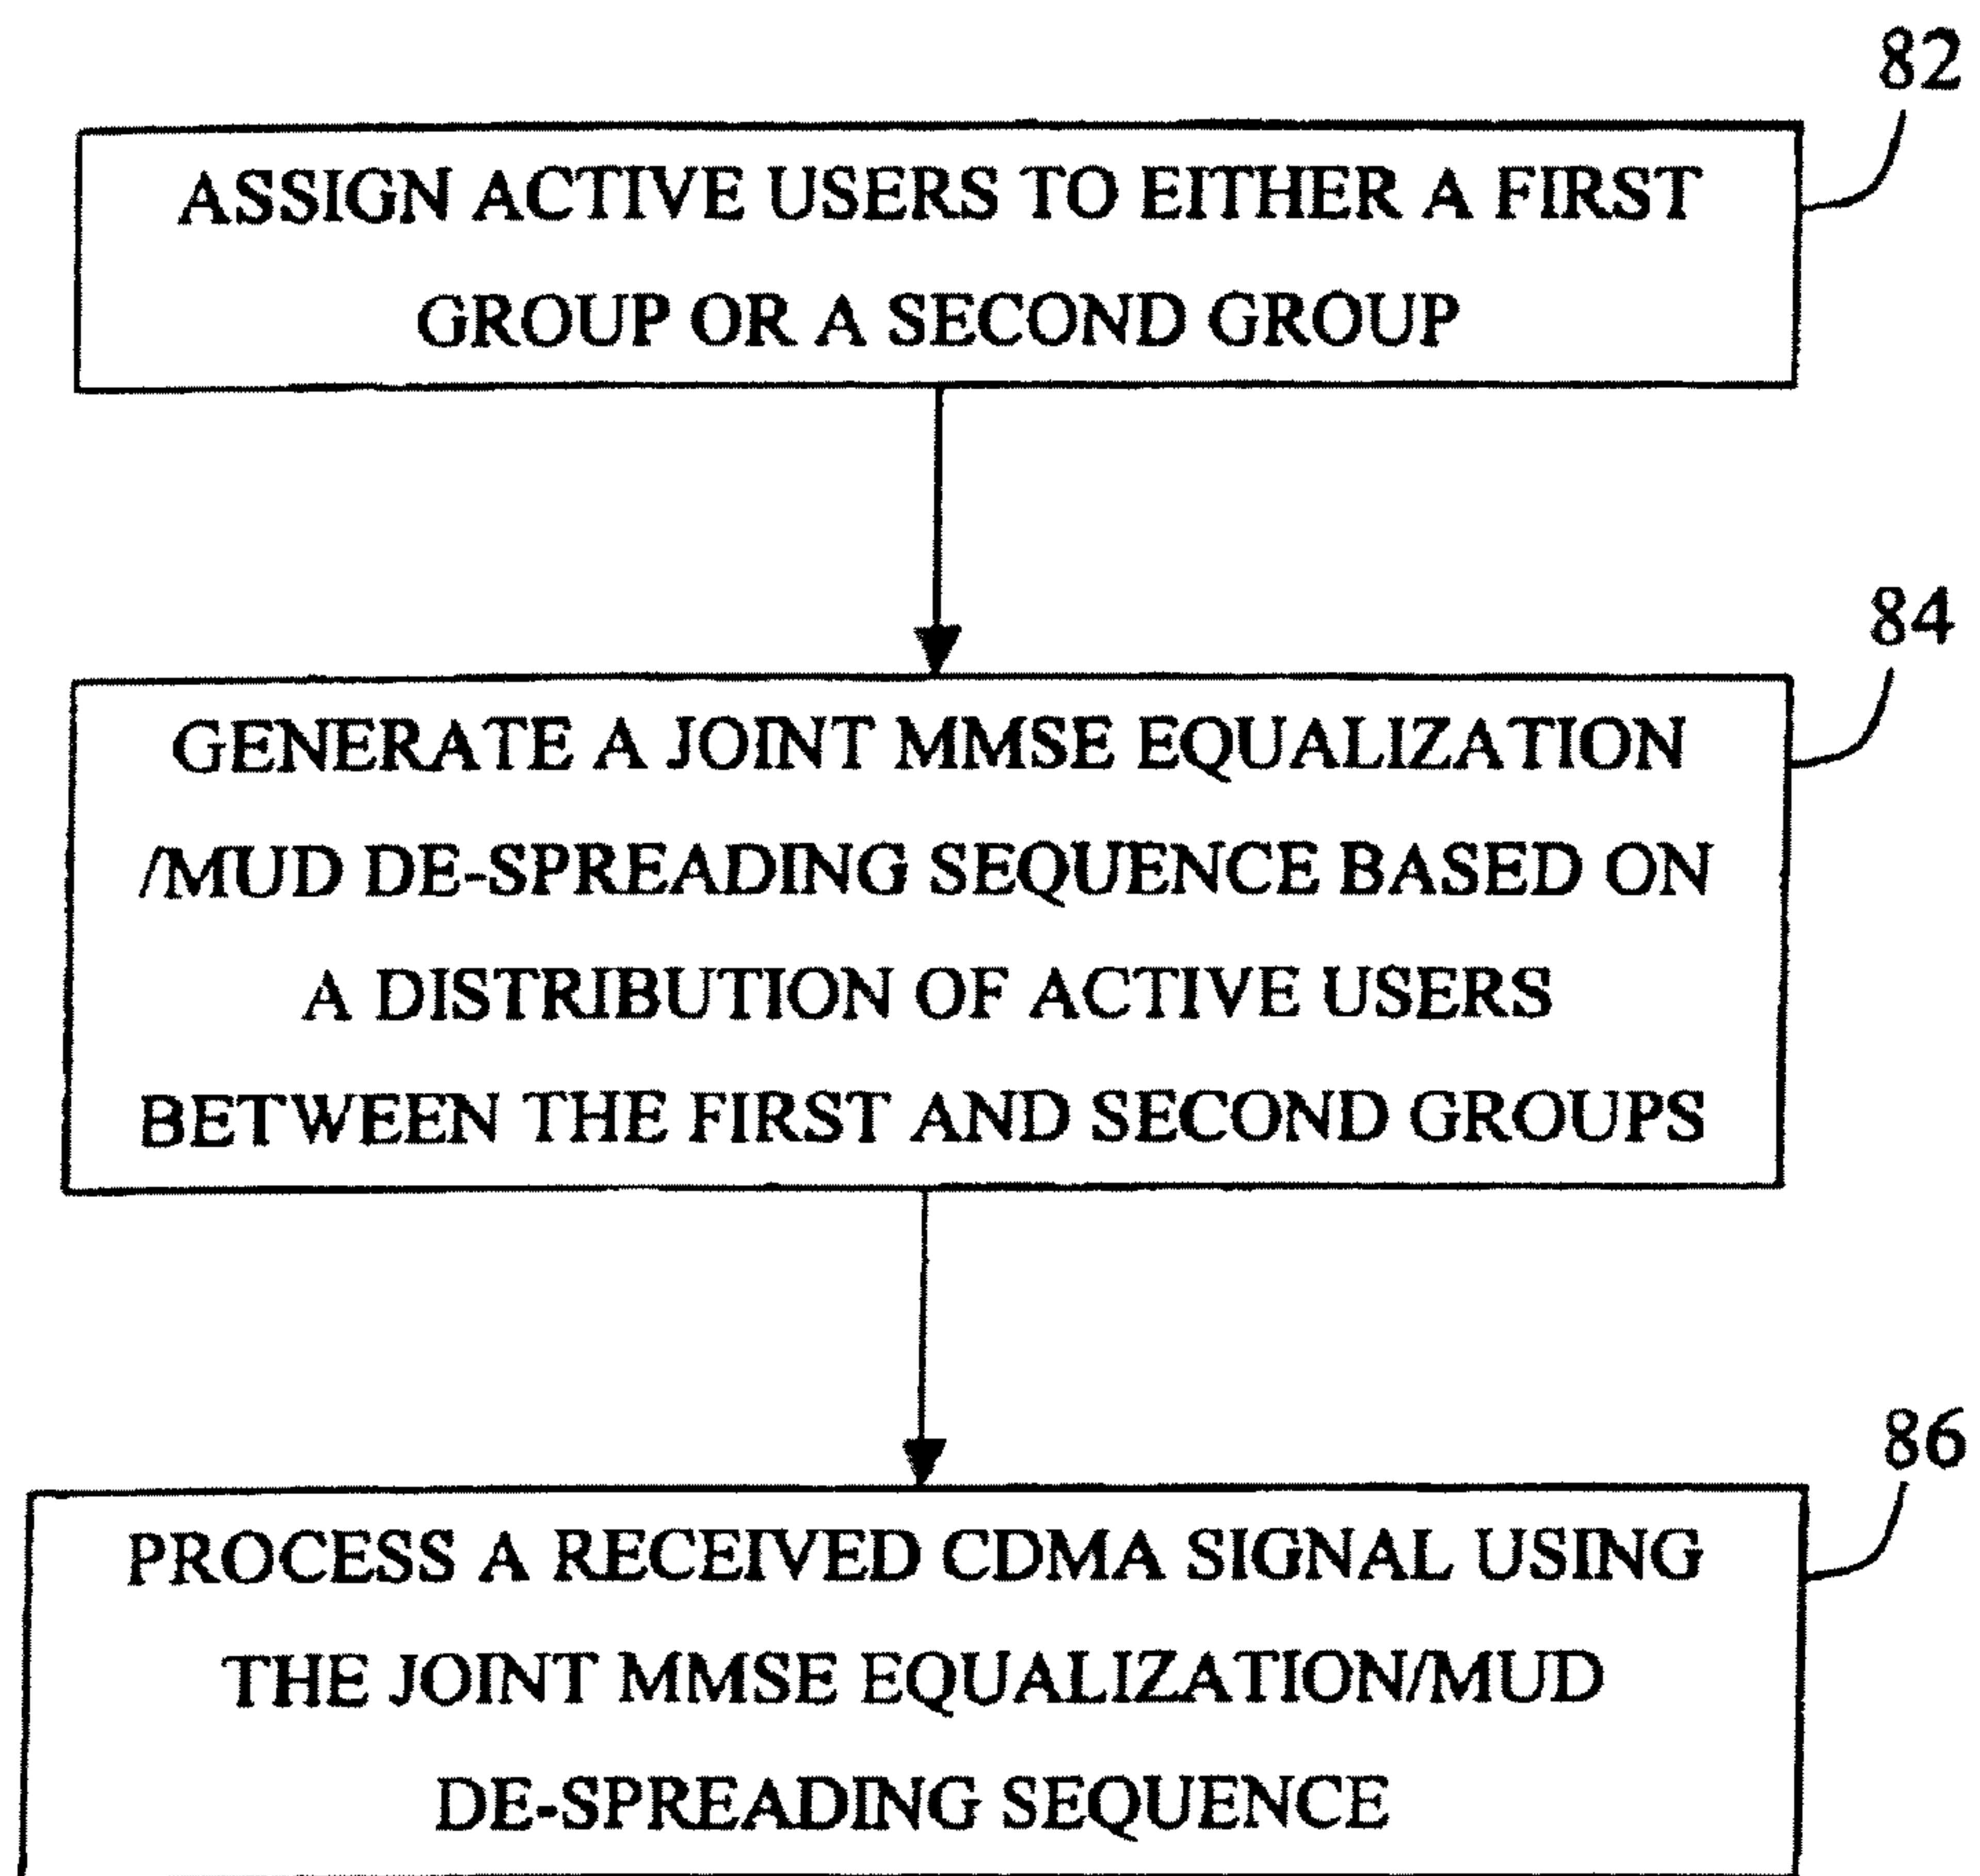 82
ASSIGN ACTIVE USERS TO EITHER A FIRST
GROUP OR A SECOND GROUP
84
GENERATE A JOINT MMSE EQUALIZATION
/MUD DE-SPREADING SEQUENCE BASED ON
A DISTRIBUTION OF ACTIVE USERS
BETWEEN THE FIRST AND SECOND GROUPS
86
PROCESS A RECEIVED CDMA SIGNAL USING
THE JOINT MMSE EQUALIZATION/MUD
DE-SPREADING SEQUENCE